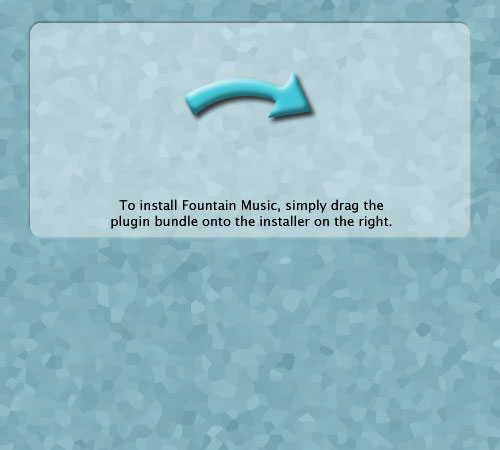 To install Fountain Music, simply drag the
plugin bundle onto the installer on the right.